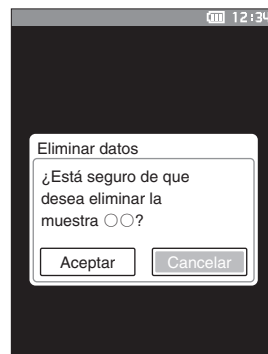 12:34
Eliminar datos
¿Está seguro de que
desea eliminar la
muestra ○○?
Aceptar Cancelar